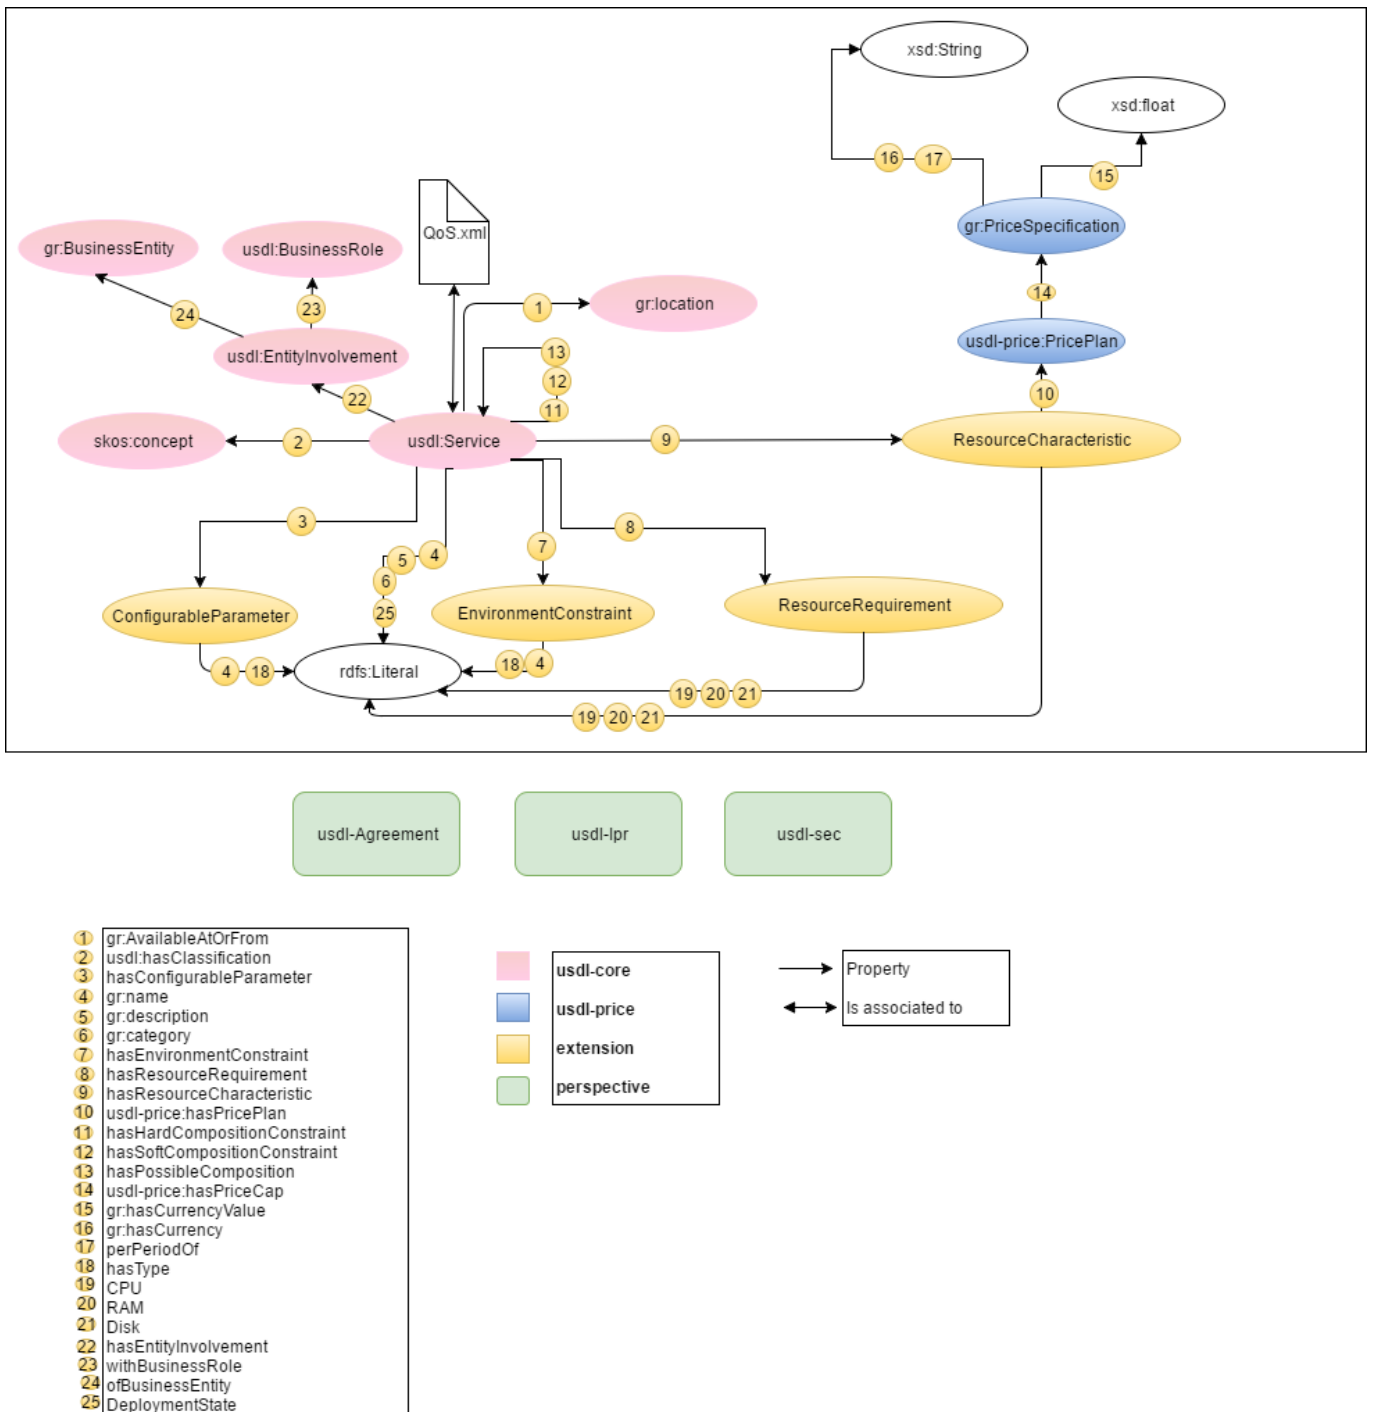 xsd:String
xsd:float
16 17
15
gr:PriceSpecification
QoS.xml
gr:BusinessEntity
usdl:BusinessRole
14
1
gr:location
24
23
usdl-price:PricePlan
usdl:EntityInvolvement
13
12
11
22
10
skos:concept
2
usdl:Service
9
ResourceCharacteristic
3
8
5 4
7
6
25
ConfigurableParameter
EnvironmentConstraint
ResourceRequirement
4 18
rdfs:Literal
18 4
19 20 21
19 20 21
usdl-Agreement
usdl-lpr
usdl-sec
1 gr:AvailableAtOrFrom
2 usdl:hasClassification
3 hasConfigurableParameter
4 gr:name
5 gr:description
6 gr:category
7 hasEnvironmentConstraint
8 hasResourceRequirement
9 hasResourceCharacteristic
10 usdl-price:hasPricePlan
11 hasHardCompositionConstraint
12 hasSoftCompositionConstraint
13 hasPossibleComposition
14 usdl-price:hasPriceCap
15 gr:hasCurrencyValue
16 gr:hasCurrency
17 perPeriodOf
18 hasType
19 CPU
20 RAM
21 Disk
22 hasEntityInvolvement
23 withBusinessRole
24 ofBusinessEntity
25 DeploymentState
usdl-core
usdl-price
extension
perspective
Property
Is associated to